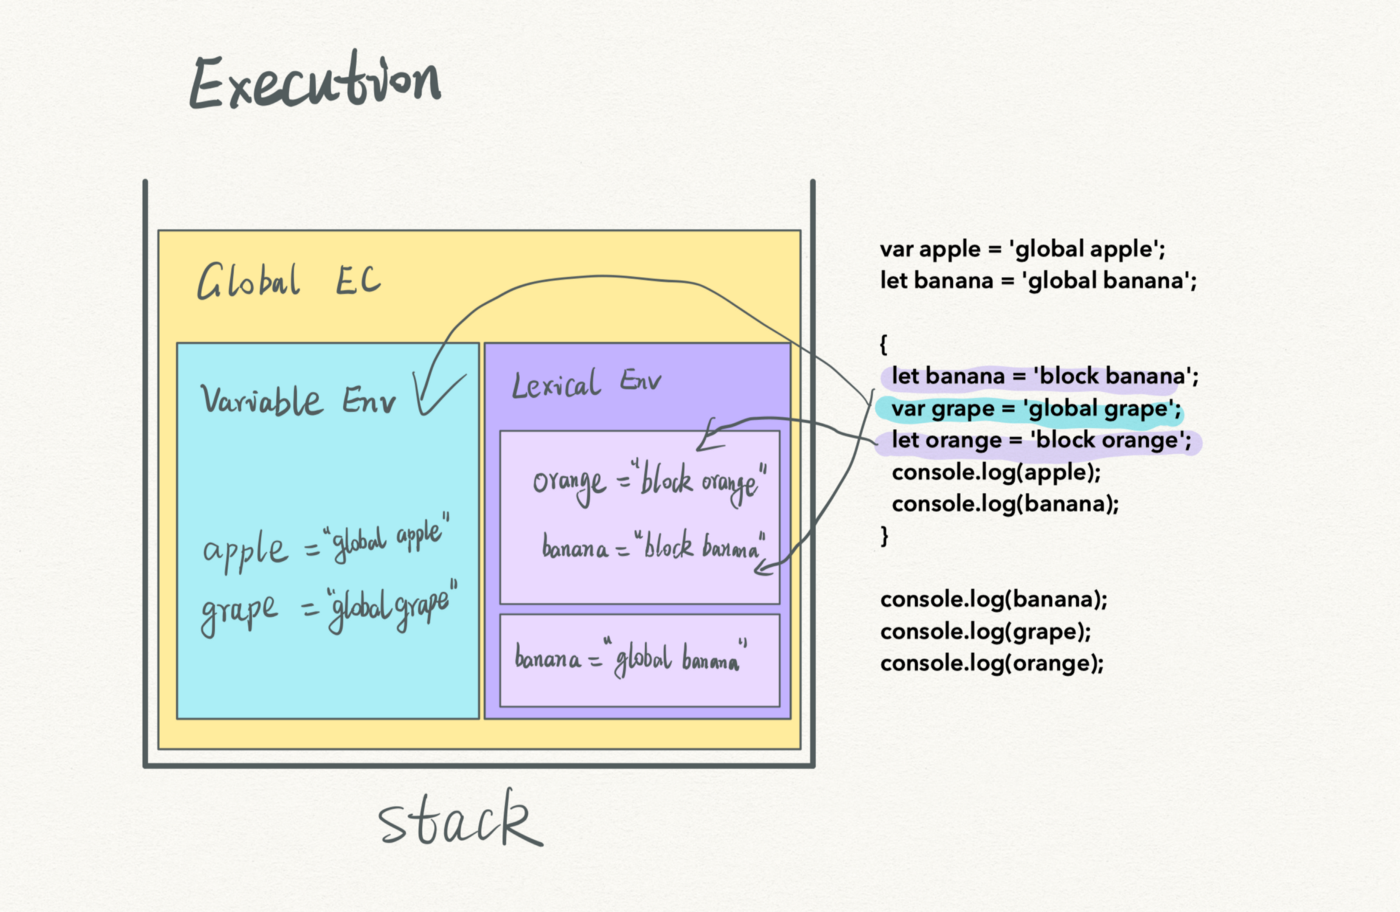 Execution
Global EC
Variable Env
apple = "global apple"
grape = "global grape"
Lexical Env
orange = "block orange"
banana = "block banana"
banana = "global banana"
stack
var apple = 'global apple';
let banana = 'global banana';
{
let banana = 'block banana';
var grape = 'global grape';
let orange = 'block orange';
console.log(apple);
console.log(banana);
}
console.log(banana);
console.log(grape);
console.log(orange);